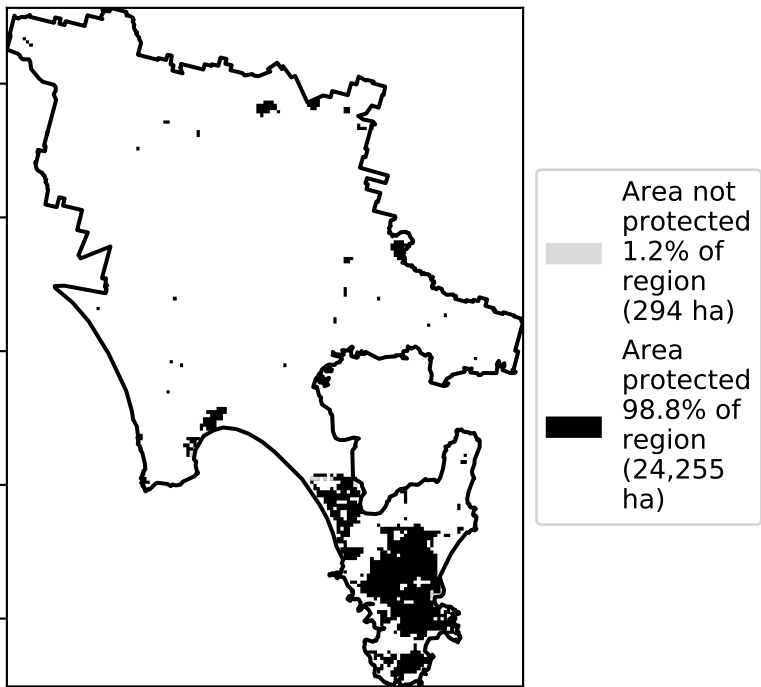 Area not
protected
1.2% of
region
(294 ha)
Area
protected
98.8% of
region
(24,255
ha)